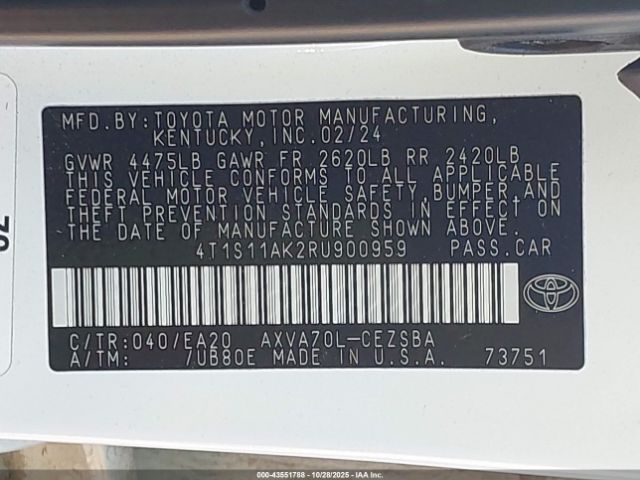 MFD.BY:TOYOTA MOTOR MANUFACTURING,
KENTUCKY,INC.02/24
GVWR 4475LB GAWR FR 2620LB RR 2420LB
THIS VEHICLE CONFORMS TO ALL APPLICABLE
FEDERAL MOTOR VEHICLE SAFETY,BUMPER,AND
THEFT PREVENTION STANDARDS IN EFFECT ON
THE DATE OF MANUFACTURE SHOWN ABOVE.
4T1S11AK2RU900959 PASS.CAR
C/TR:040/EA20 AXVA70L-CEZSBA
A/TM: /UB80E MADE IN U.S.A. 73751
000-43551788 - 10/28/2025 - IAAI.COM